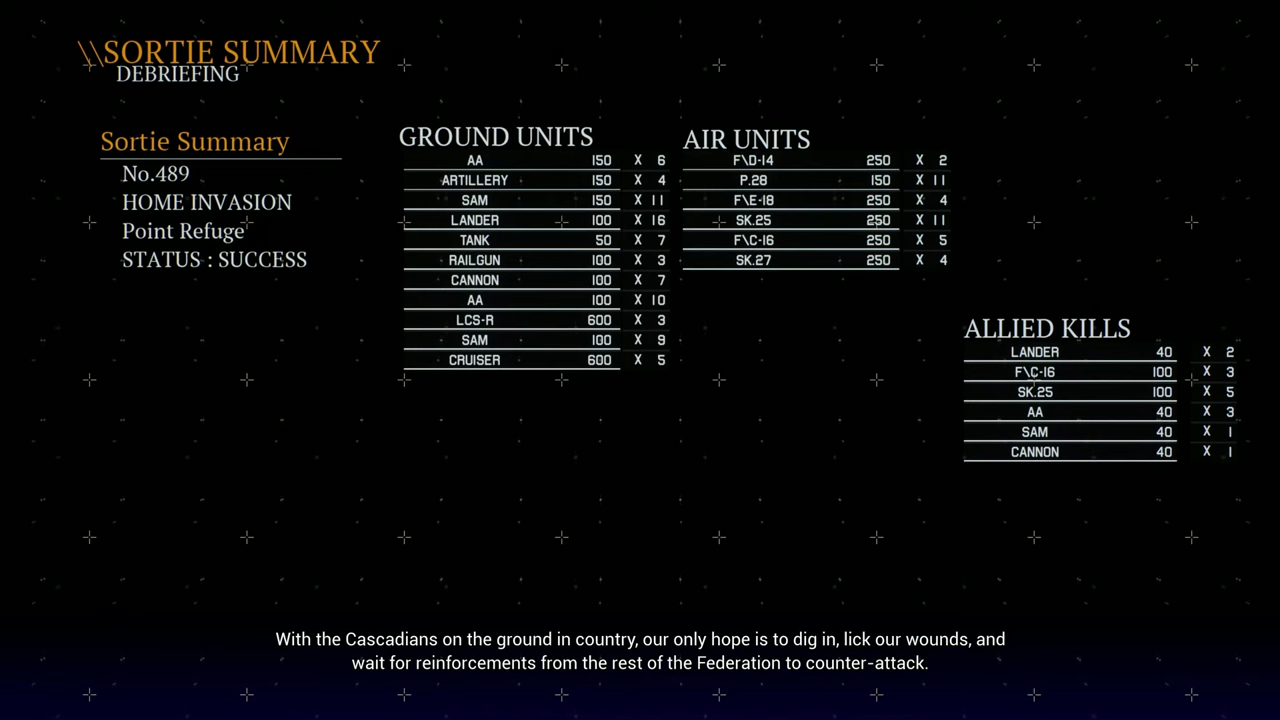 \\SORTIE SUMMARY
DEBRIEFING
Sortie Summary
No.489
HOME INVASION
Point Refuge
STATUS : SUCCESS
GROUND UNITS
AA 150 X 6
ARTILLERY 150 X 4
SAM 150 X 11
LANDER 100 X 16
TANK 50 X 7
RAILGUN 100 X 3
CANNON 100 X 7
AA 100 X 10
LCS-R 600 X 3
SAM 100 X 9
CRUISER 600 X 5
AIR UNITS
F\D-14 250 X 2
P.28 150 X 11
F\E-18 250 X 4
SK.25 250 X 11
F\C-16 250 X 5
SK.27 250 X 4
ALLIED KILLS
LANDER 40 X 2
F\C-16 100 X 3
SK.25 100 X 5
AA 40 X 3
SAM 40 X 1
CANNON 40 X 1
With the Cascadians on the ground in country, our only hope is to dig in, lick our wounds, and
wait for reinforcements from the rest of the Federation to counter-attack.